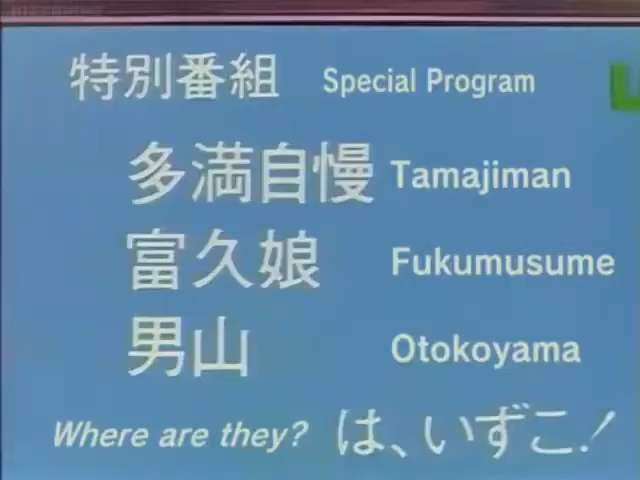 特別番組 Special Program
多満自慢 Tamajiman
富久娘 Fukumusume
男山 Otokoyama
Where are they? は、いずこ!